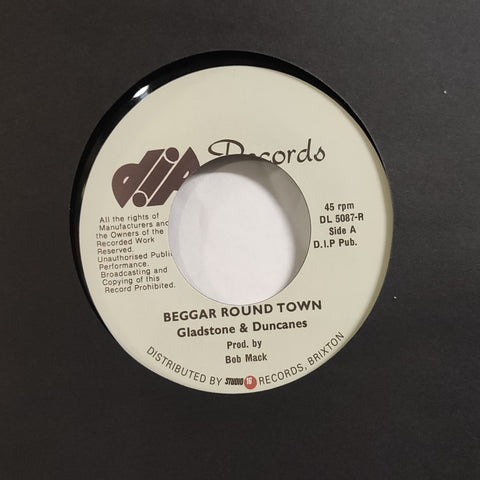 dip Records
All the rights of
Manufacturers and
the Owners of the
Recorded Work
Reserved.
Unauthorised Public
Performance.
Broadcasting and
Copying of this
Record Prohibited.
45 rpm
DL 5087-R
Side A
D.I.P Pub.
BEGGAR ROUND TOWN
Gladstone & Duncanes
Prod. by
Bob Mack
DISTRIBUTED BY STUDIO 16 RECORDS, BRIXTON